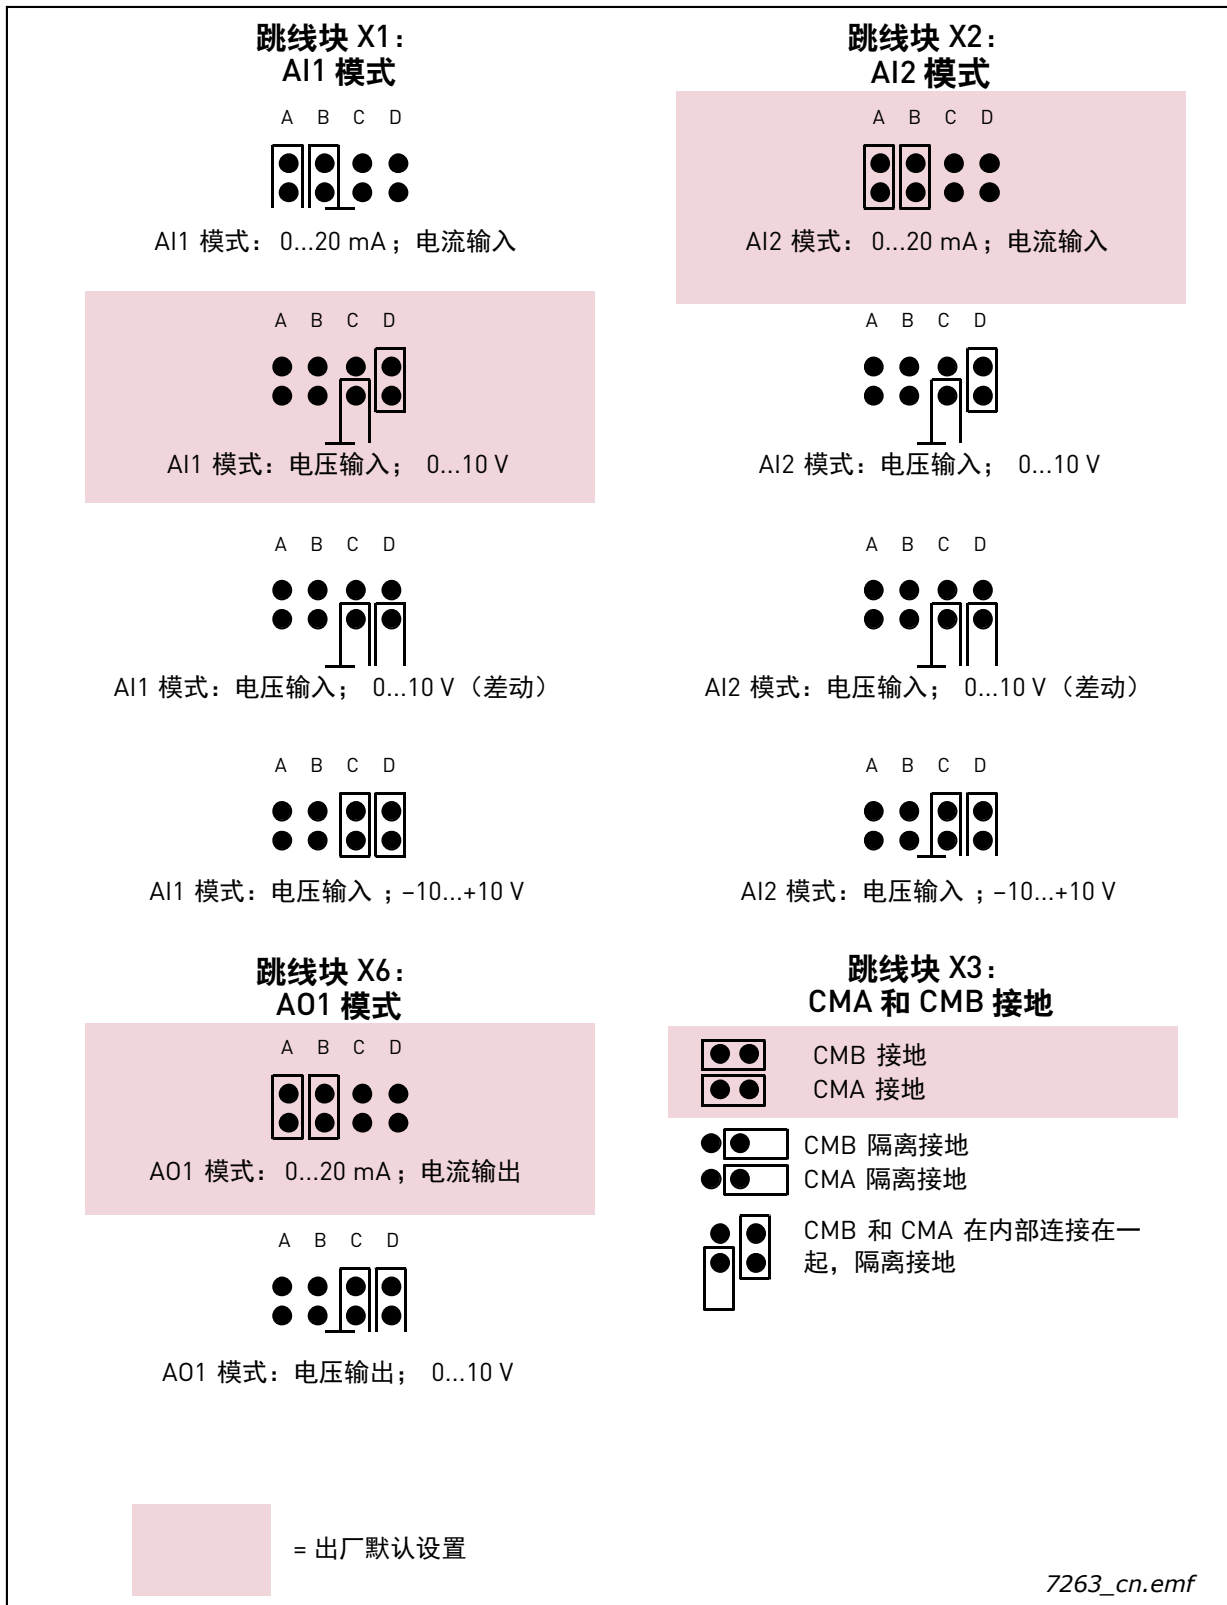 跳线块 X1:
AI1 模式
A B C D
AI1 模式: 0...20 mA ; 电流输入
A B C D
AI1 模式: 电压输入; 0...10 V
A B C D
AI1 模式: 电压输入; 0...10 V （差动）
A B C D
AI1 模式: 电压输入 ; –10...+10 V
跳线块 X2:
AI2 模式
A B C D
AI2 模式: 0...20 mA ; 电流输入
A B C D
AI2 模式: 电压输入; 0...10 V
A B C D
AI2 模式: 电压输入; 0...10 V （差动）
A B C D
AI2 模式: 电压输入 ; –10...+10 V
跳线块 X6:
AO1 模式
A B C D
AO1 模式: 0...20 mA ; 电流输出
A B C D
AO1 模式: 电压输出; 0...10 V
跳线块 X3:
CMA 和 CMB 接地
CMB 接地
CMA 接地
CMB 隔离接地
CMA 隔离接地
CMB 和 CMA 在内部连接在一
起，隔离接地
= 出厂默认设置
7263_cn.emf